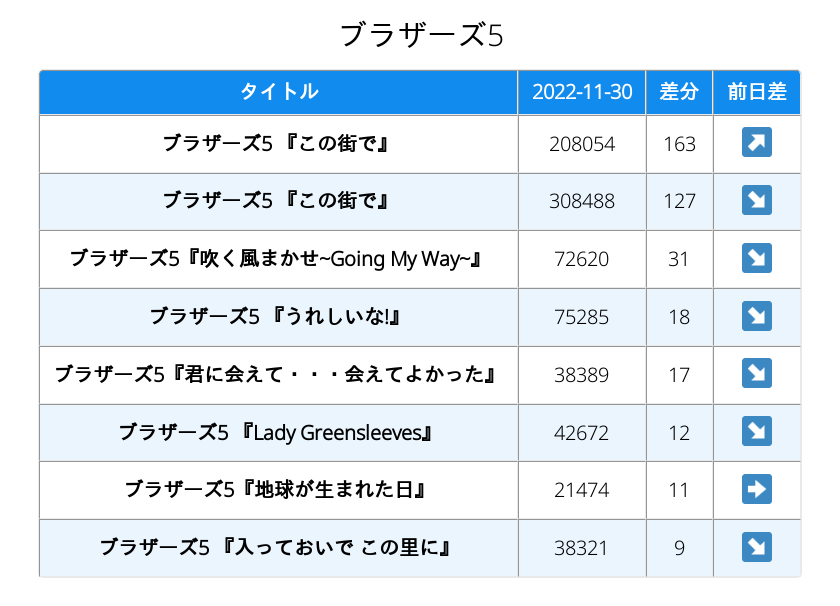 ブラザーズ5
タイトル 2022-11-30 差分 前日差
ブラザーズ5 『この街で』 208054 163 ↗
ブラザーズ5 『この街で』 308488 127 ↘
ブラザーズ5『吹く風まかせ~Going My Way~』 72620 31 ↘
ブラザーズ5 『うれしいな!』 75285 18 ↘
ブラザーズ5『君に会えて・・・会えてよかった』 38389 17 ↘
ブラザーズ5 『Lady Greensleeves』 42672 12 ↘
ブラザーズ5『地球が生まれた日』 21474 11 ➡
ブラザーズ5 『入っておいで この里に』 38321 9 ↘